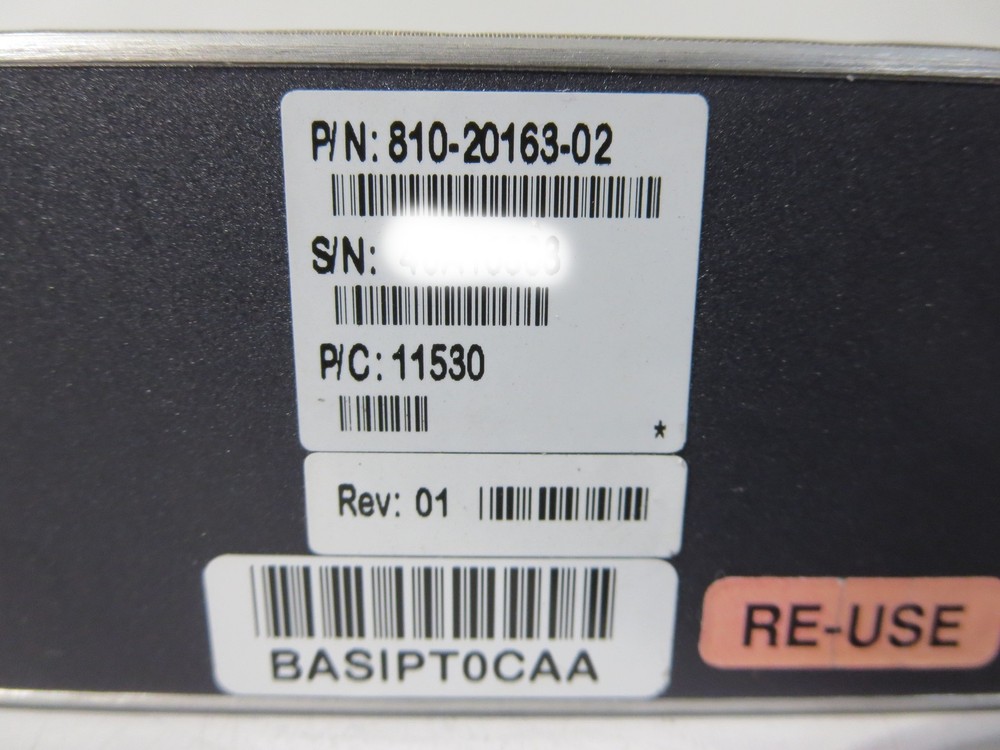 P/N: 810-20163-02
S/N:
P/C: 11530
*
Rev: 01
BASIPT0CAA
RE-USE